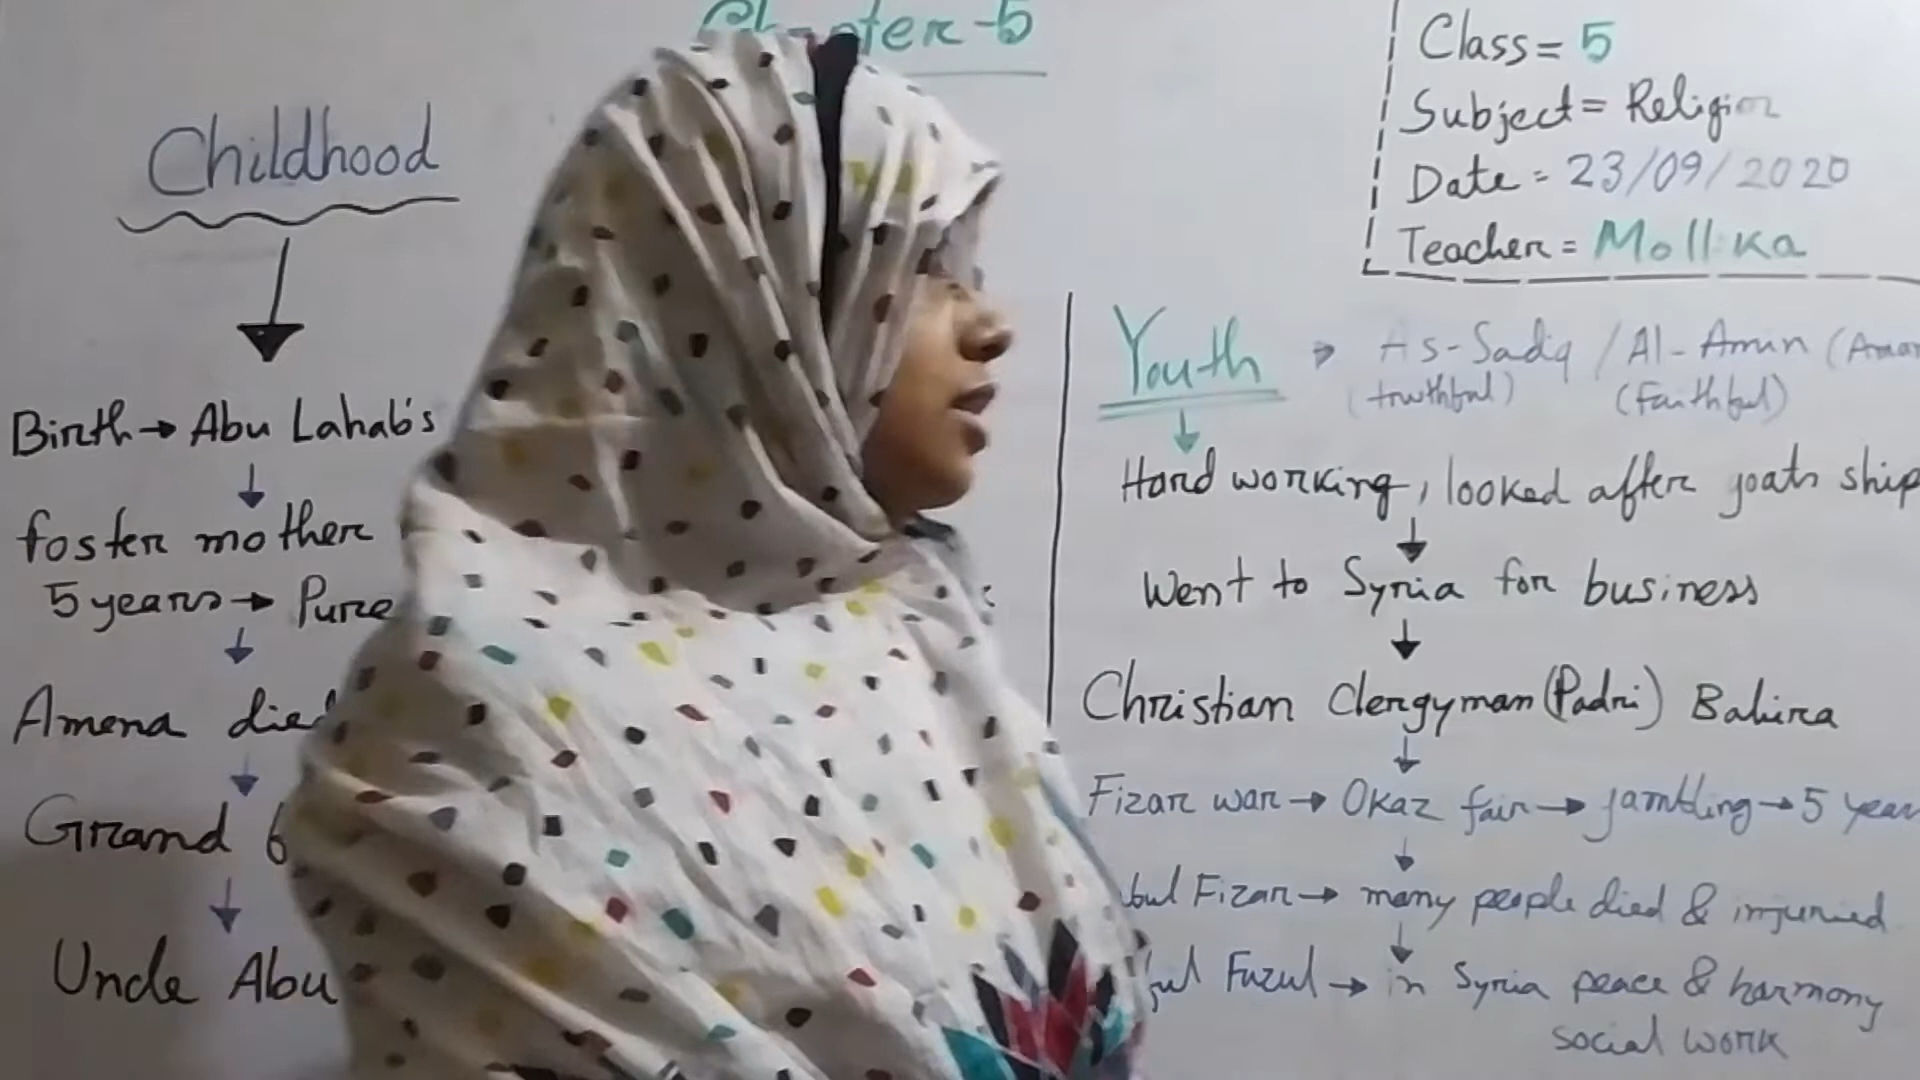 Chapter-5
Class= 5
Subject= Religion
Date = 23/09/2020
Teacher = Mollika
Childhood
Birth→ Abu Lahab's
foster mother
5 years→ Pure
Amena died
Grand
Uncle Abu
Youth → As-Sadiq / Al-Amin
(truthful) (Faithful)
Hard working, looked after goats
Went to Syria for business
Christian Clergyman (Padri) Bahira
Fizar war → Okaz fair → gambling → 5 year
Fizar → many people died & injuried
Fuzul → in Syria peace & harmony
social work